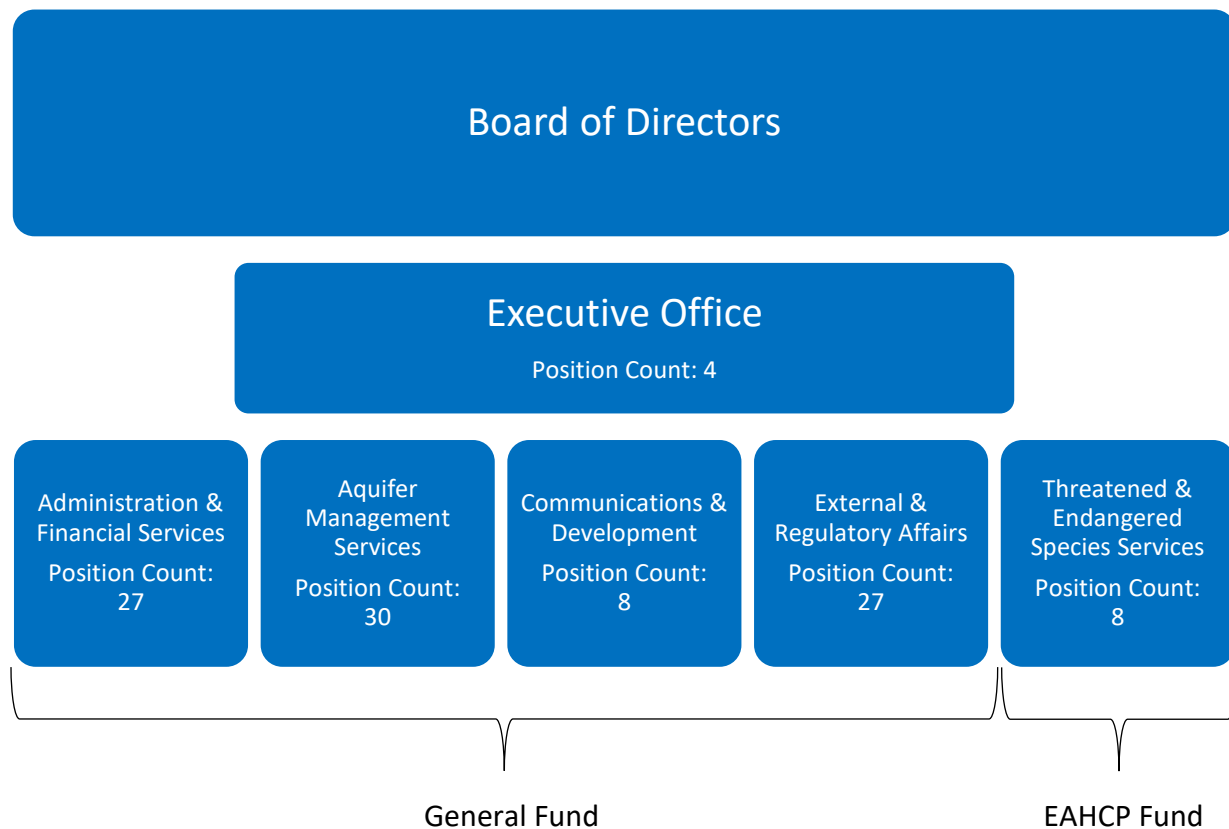 Board of Directors
Executive Office
Position Count: 4
Administration &
Financial Services
Position Count:
27
Aquifer
Management
Services
Position Count:
30
Communications &
Development
Position Count:
8
External &
Regulatory Affairs
Position Count:
27
Threatened &
Endangered
Species Services
Position Count:
8
General Fund
EAHCP Fund